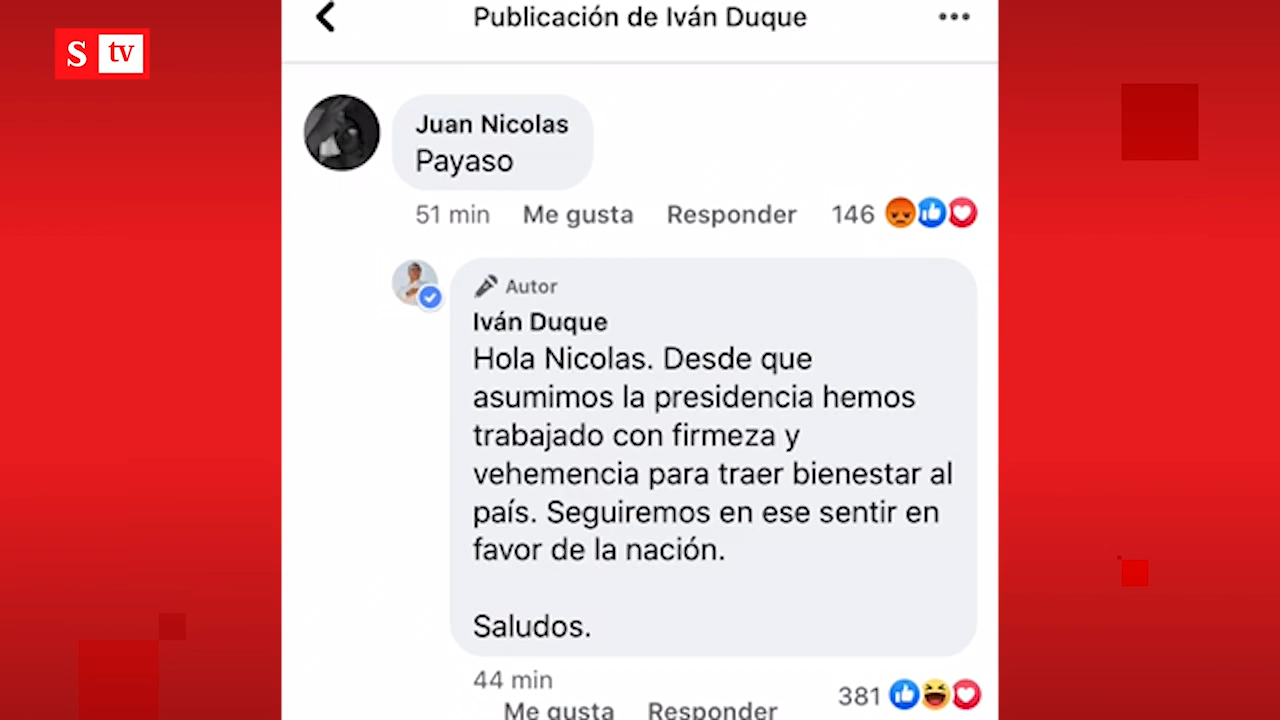 S tv
Publicación de Iván Duque
Juan Nicolas
Payaso
51 min Me gusta Responder 146
Autor
Iván Duque
Hola Nicolas. Desde que
asumimos la presidencia hemos
trabajado con firmeza y
vehemencia para traer bienestar al
país. Seguiremos en ese sentir en
favor de la nación.
Saludos.
44 min
Me gusta Responder 381